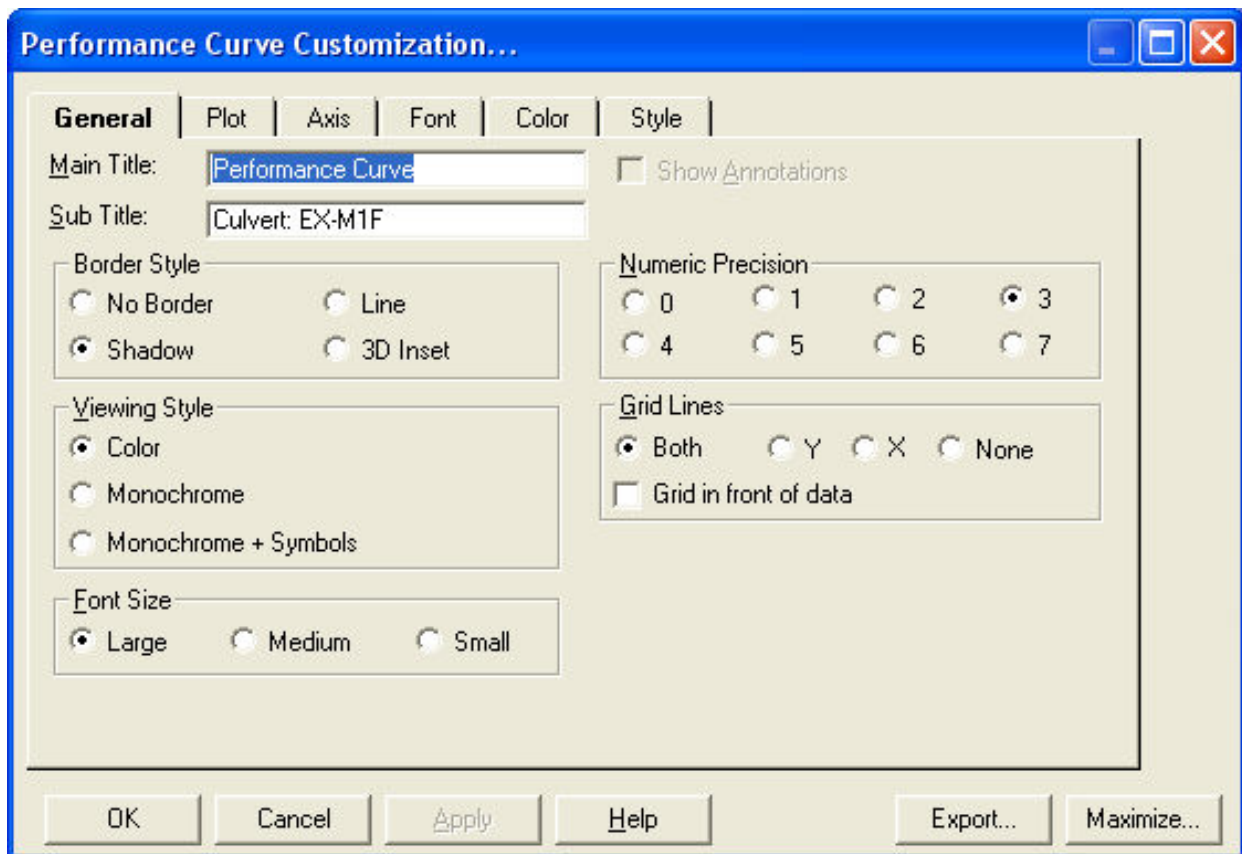 Performance Curve Customization...
General Plot Axis Font Color Style
Main Title: Performance Curve Show Annotations
Sub Title: Culvert: EX-M1F
Border Style
No Border Line
Shadow 3D Inset
Numeric Precision
0 1 2 3
4 5 6 7
Viewing Style
Color
Monochrome
Monochrome + Symbols
Grid Lines
Both Y X None
Grid in front of data
Font Size
Large Medium Small
OK Cancel Apply Help Export... Maximize...